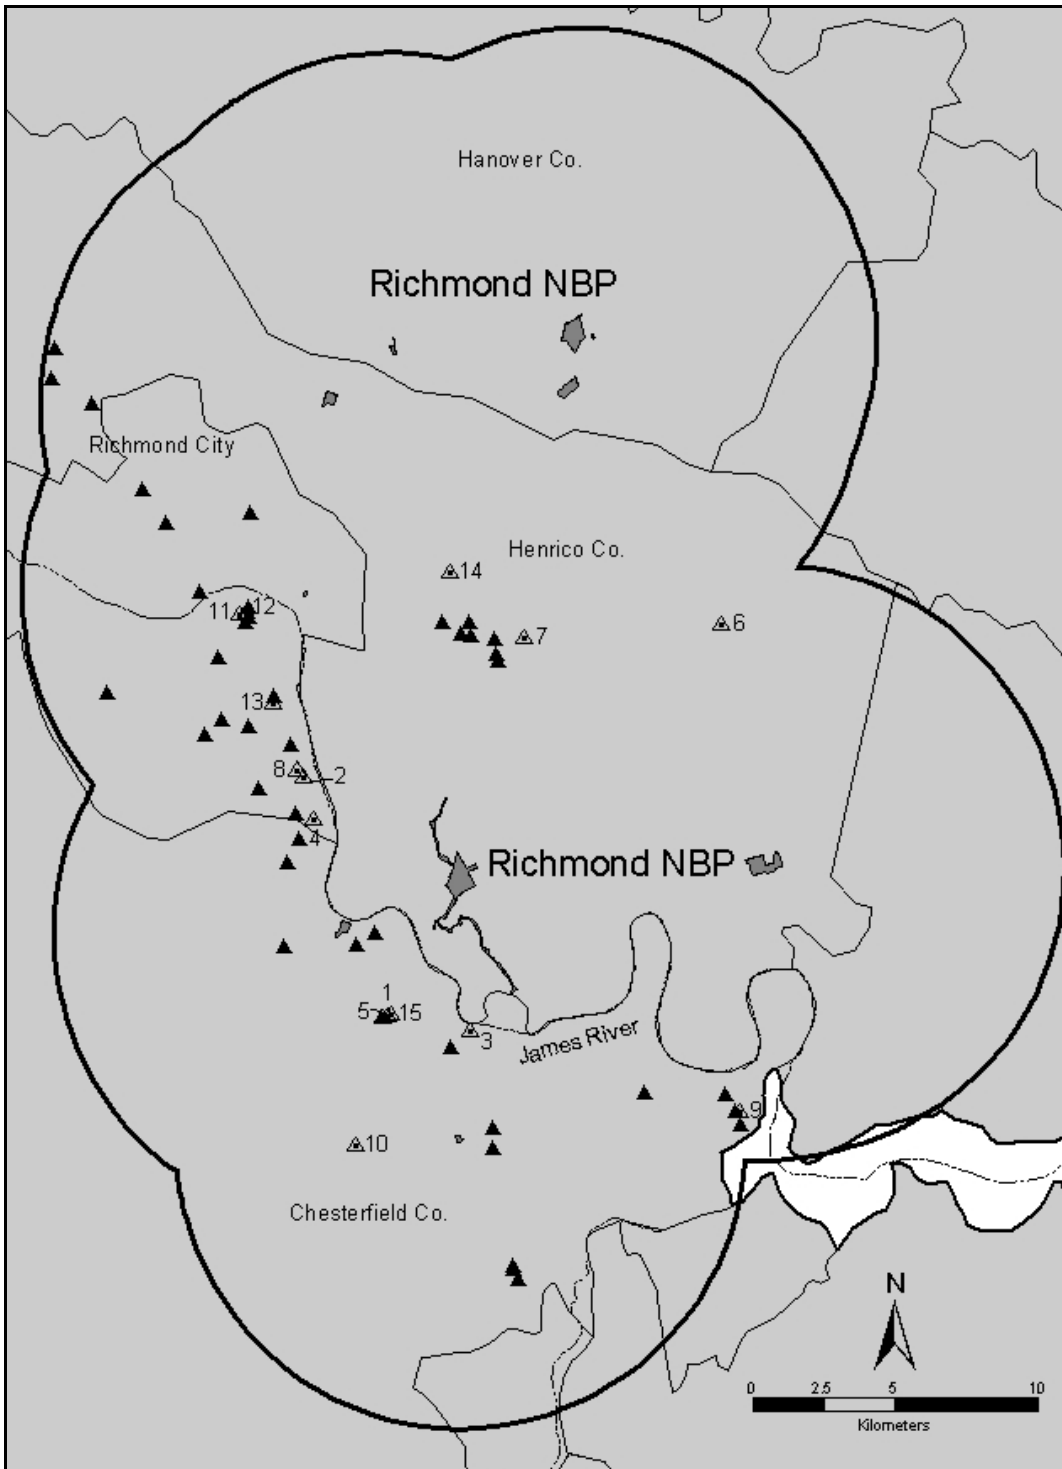 Hanover Co.
Richmond NBP
Richmond City
Henrico Co.
14
11
12
7
6
13
8
2
4
Richmond NBP
1
5
15
3
James River
9
10
Chesterfield Co.
N
0 2.5 5 10
Kilometers